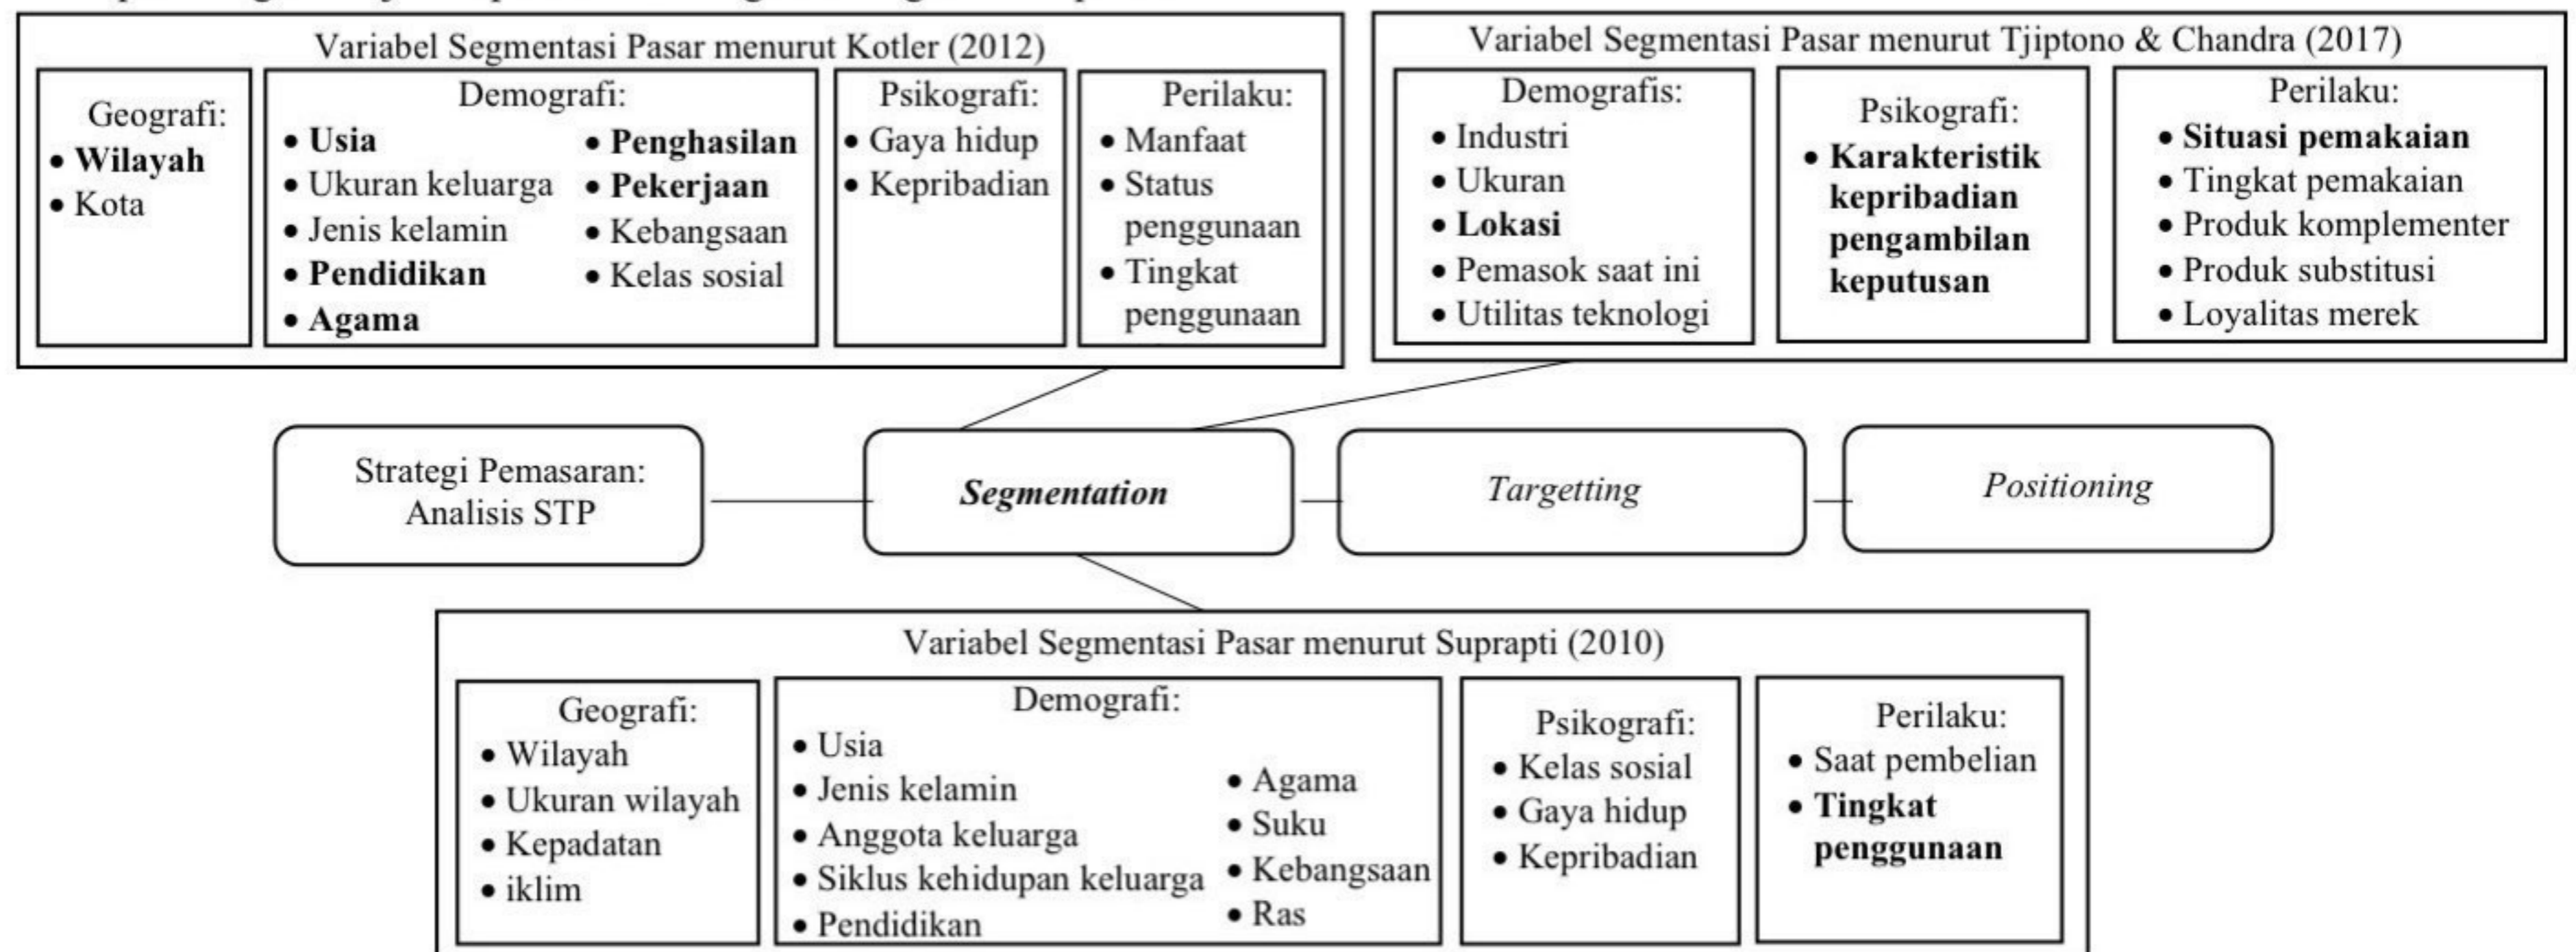 Variabel Segmentasi Pasar menurut Kotler (2012)
Geografi:
• Wilayah
• Kota
Demografi:
• Usia
• Ukuran keluarga
• Jenis kelamin
• Pendidikan
• Agama
• Penghasilan
• Pekerjaan
• Kebangsaan
• Kelas sosial
Psikografi:
• Gaya hidup
• Kepribadian
Perilaku:
• Manfaat
• Status
penggunaan
• Tingkat
penggunaan
Variabel Segmentasi Pasar menurut Tjiptono & Chandra (2017)
Demografis:
• Industri
• Ukuran
• Lokasi
• Pemasok saat ini
• Utilitas teknologi
Psikografi:
• Karakteristik
kepribadian
pengambilan
keputusan
Perilaku:
• Situasi pemakaian
• Tingkat pemakaian
• Produk komplementer
• Produk substitusi
• Loyalitas merek
Strategi Pemasaran:
Analisis STP
Segmentation
Targetting
Positioning
Variabel Segmentasi Pasar menurut Suprapti (2010)
Geografi:
• Wilayah
• Ukuran wilayah
• Kepadatan
• iklim
Demografi:
• Usia
• Jenis kelamin
• Anggota keluarga
• Siklus kehidupan keluarga
• Pendidikan
• Agama
• Suku
• Kebangsaan
• Ras
Psikografi:
• Kelas sosial
• Gaya hidup
• Kepribadian
Perilaku:
• Saat pembelian
• Tingkat
penggunaan